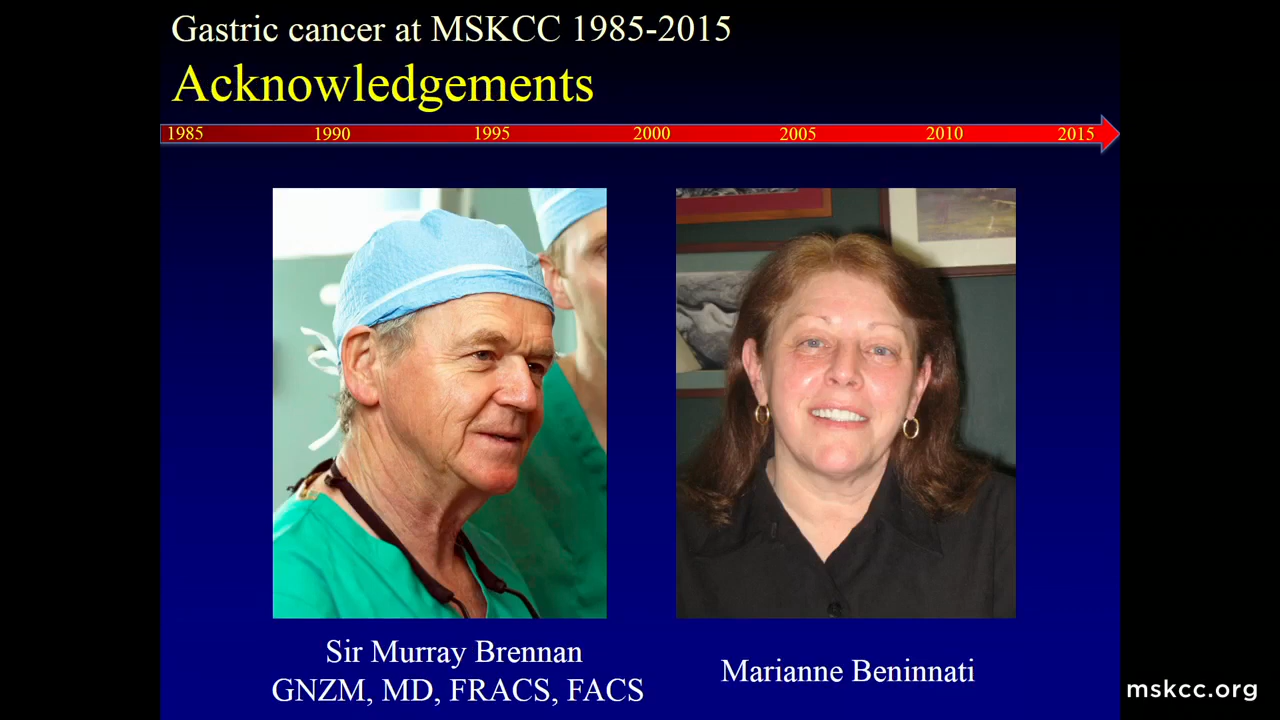 Gastric cancer at MSKCC 1985-2015
Acknowledgements
1985 1990 1995 2000 2005 2010 2015
Sir Murray Brennan
GNZM, MD, FRACS, FACS
Marianne Beninnati
mskcc.org